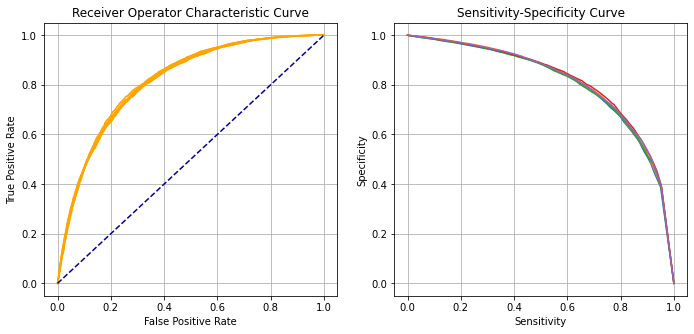 Receiver Operator Characteristic Curve
True Positive Rate
1.0
0.8
0.6
0.4
0.2
0.0
0.0 0.2 0.4 0.6 0.8 1.0
False Positive Rate
Sensitivity-Specificity Curve
Specificity
1.0
0.8
0.6
0.4
0.2
0.0
0.0 0.2 0.4 0.6 0.8 1.0
Sensitivity